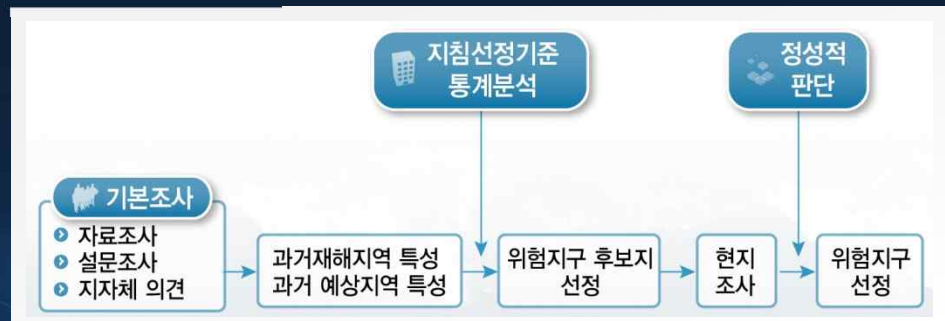 지침선정기준
통계분석
정성적
판단
기본조사
자료조사
설문조사
지자체 의견
과거재해지역 특성
과거 예상지역 특성
위험지구 후보지
선정
현지
조사
위험지구
선정